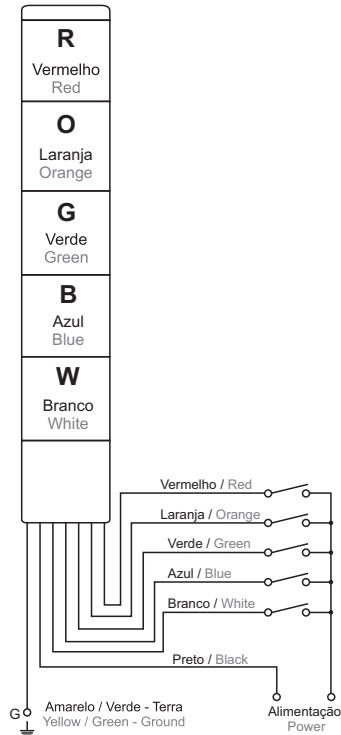 R
Vermelho
Red
O
Laranja
Orange
G
Verde
Green
B
Azul
Blue
W
Branco
White
Vermelho / Red
Laranja / Orange
Verde / Green
Azul / Blue
Branco / White
Preto / Black
G
Amarelo / Verde - Terra
Yellow / Green - Ground
Alimentação
Power